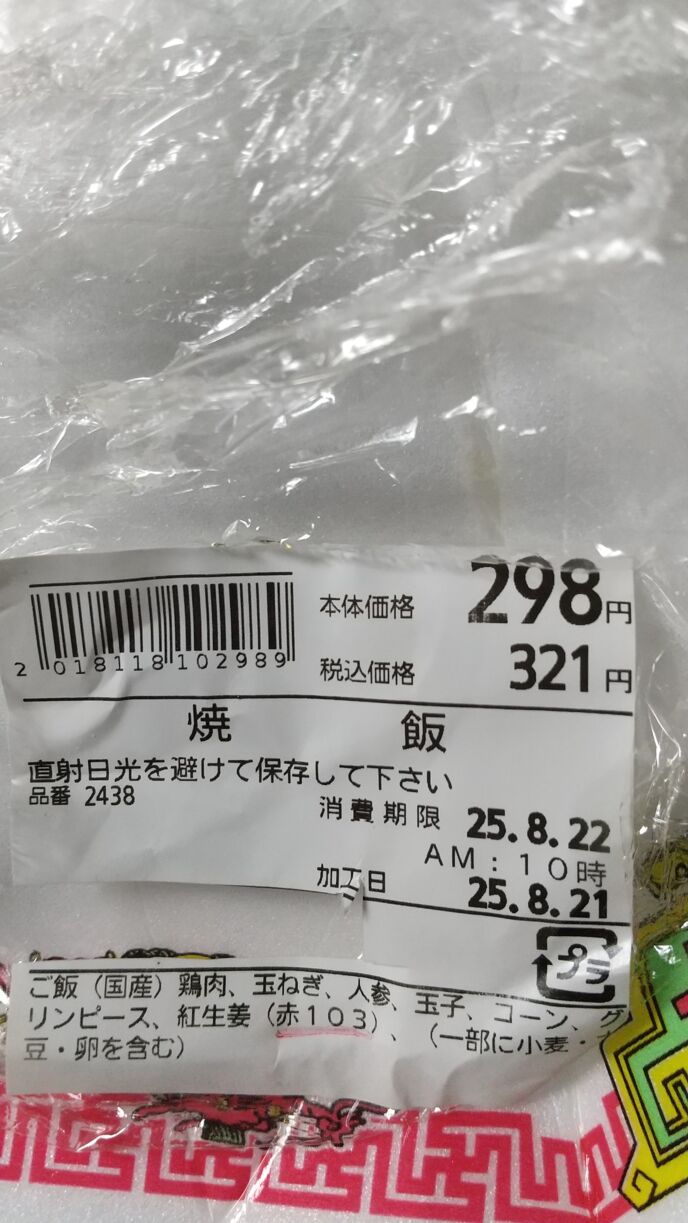 本体価格 298円
2 018118 102989
税込価格 321円
焼 飯
直射日光を避けて保存して下さい
品番 2438
消費期限 25.8.22
AM:10時
加工日 25.8.21
プラ
ご飯(国産)鶏肉、玉ねぎ、人参、玉子、コーン、グ
リンピース、紅生姜(赤103)、(一部に小麦・
豆・卵を含む)